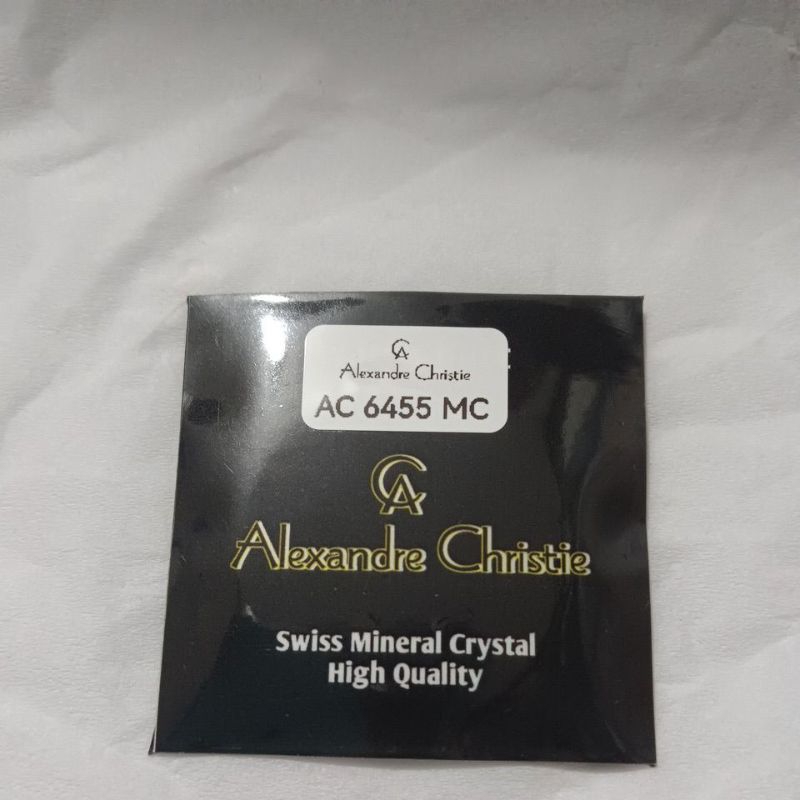 CA
Alexandre Christie
AC 6455 MC
CA
Alexandre Christie
Swiss Mineral Crystal
High Quality